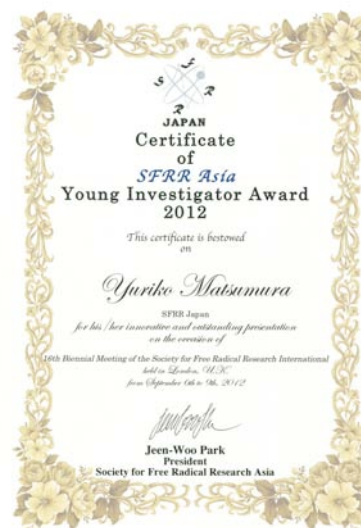 S F R R
JAPAN
Certificate
of
SFRR Asia
Young Investigator Award
2012
This certificate is bestowed
on
Yuriko Matsumura
SFRR Japan
for his/her innovative and outstanding presentation
on the occasion of
16th Biennial Meeting of the Society for Free Radical Research International
held in London, U.K.
from September 6th to 9th, 2012
Jeen-Woo Park
President
Society for Free Radical Research Asia